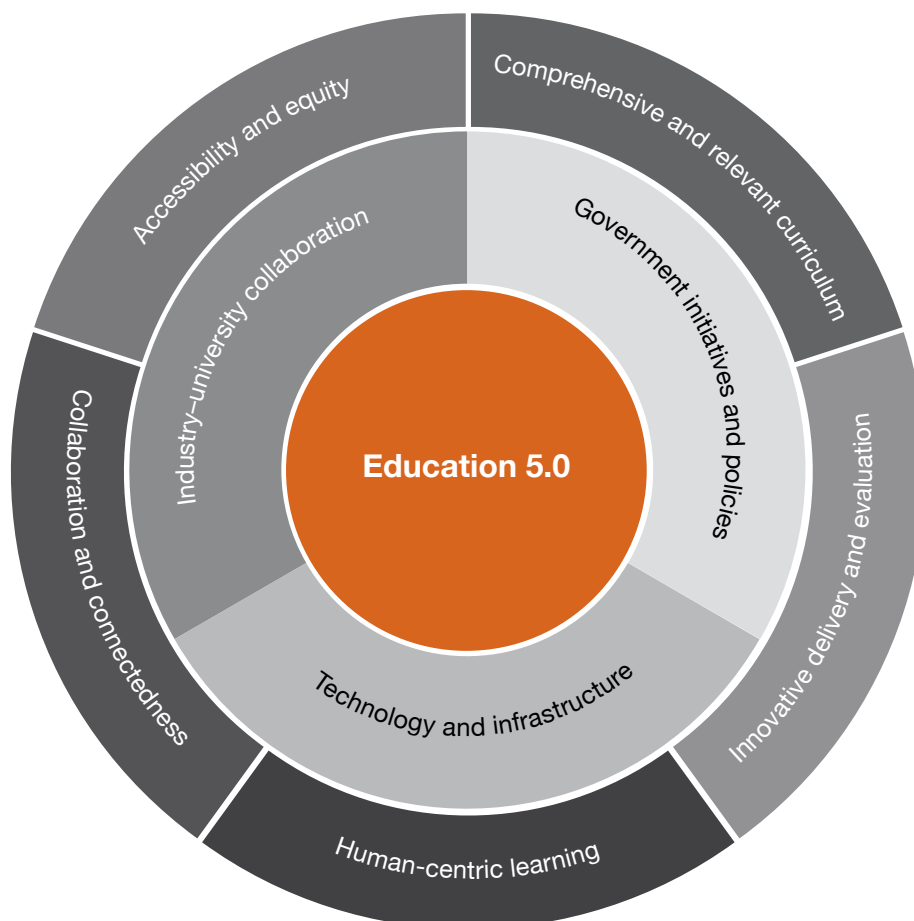 Accessibility and equity
Comprehensive and relevant curriculum
Industry–university collaboration
Government initiatives and policies
Education 5.0
Collaboration and connectedness
Innovative delivery and evaluation
Technology and infrastructure
Human-centric learning